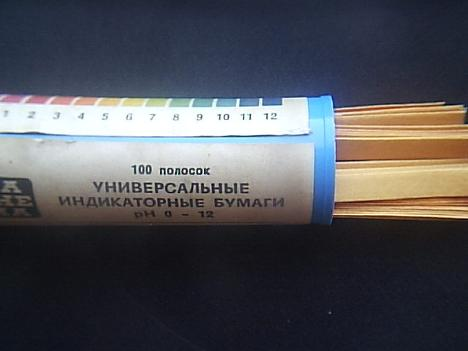 1 2 3 4 5 6 7 8 9 10 11 12
100 полосок
УНИВЕРСАЛЬНЫЕ
ИНДИКАТОРНЫЕ БУМАГИ
рН 0 - 12